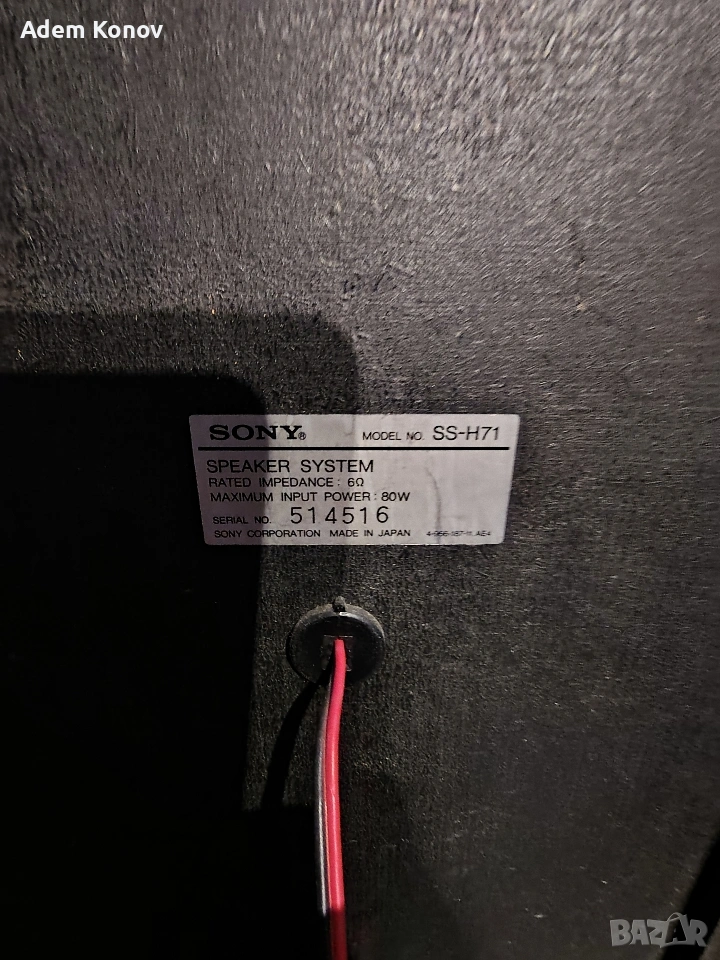 Adem Konov
SONY® MODEL NO. SS-H71
SPEAKER SYSTEM
RATED IMPEDANCE : 6Ω
MAXIMUM INPUT POWER : 80W
SERIAL NO. 514516
SONY CORPORATION MADE IN JAPAN
BAZAR